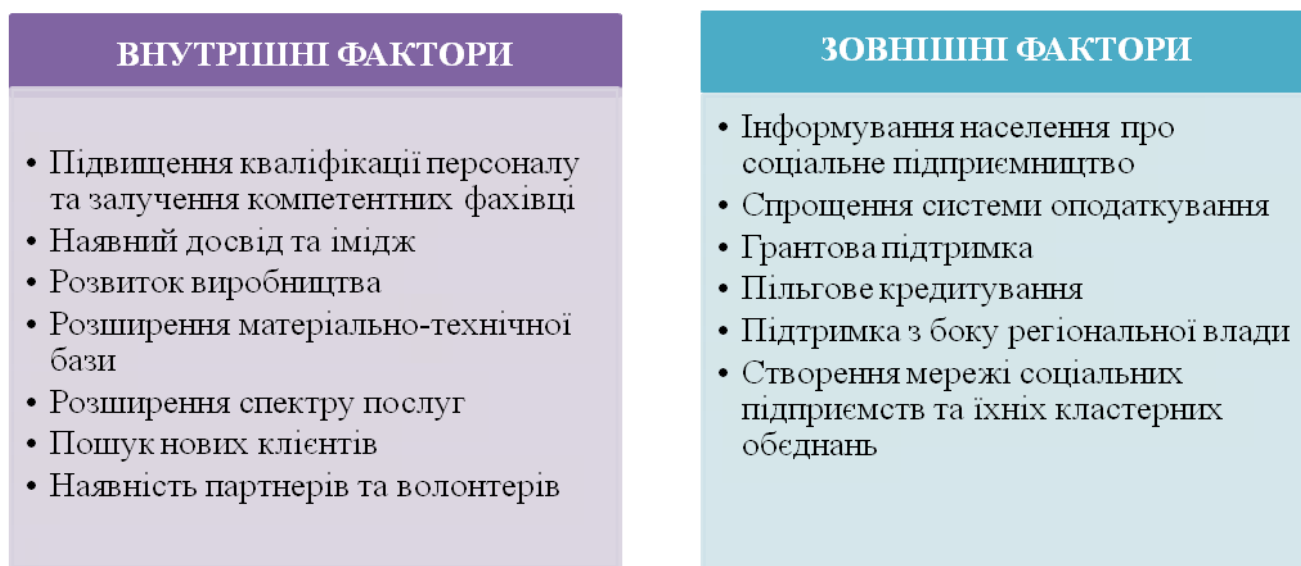 ВНУТРІШНІ ФАКТОРИ
• Підвищення кваліфікації персоналу
та залучення компетентних фахівці
• Наявний досвід та імідж
• Розвиток виробництва
• Розширення матеріально-технічної
бази
• Розширення спектру послуг
• Пошук нових клієнтів
• Наявність партнерів та волонтерів
ЗОВНІШНІ ФАКТОРИ
• Інформування населення про
соціальне підприємництво
• Спрощення системи оподаткування
• Грантова підтримка
• Пільгове кредитування
• Підтримка з боку регіональної влади
• Створення мережі соціальних
підприємств та їхніх кластерних
обєднань